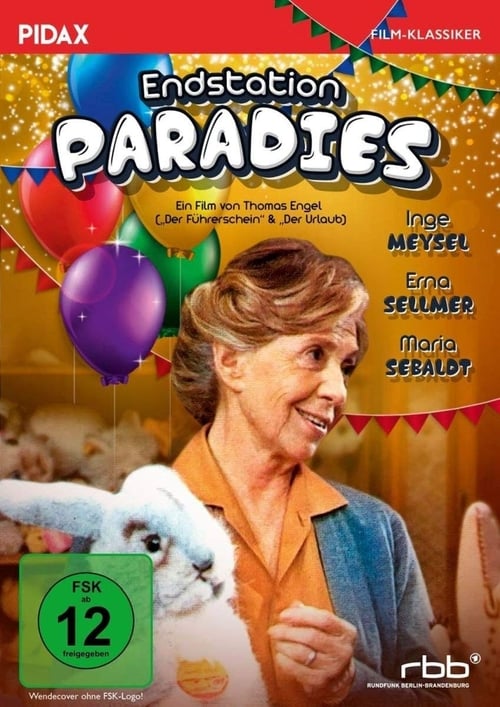 PIDAX
FILM-KLASSIKER
Endstation
PARADIES
Ein Film von Thomas Engel
(„Der Führerschein" & „Der Urlaub)
Inge
MEYSEL
Erna
SELLMER
Maria
SEBALDT
FSK
ab
12
freigegeben
Wendecover ohne FSK-Logo!
rbb
RUNDFUNK BERLIN-BRANDENBURG